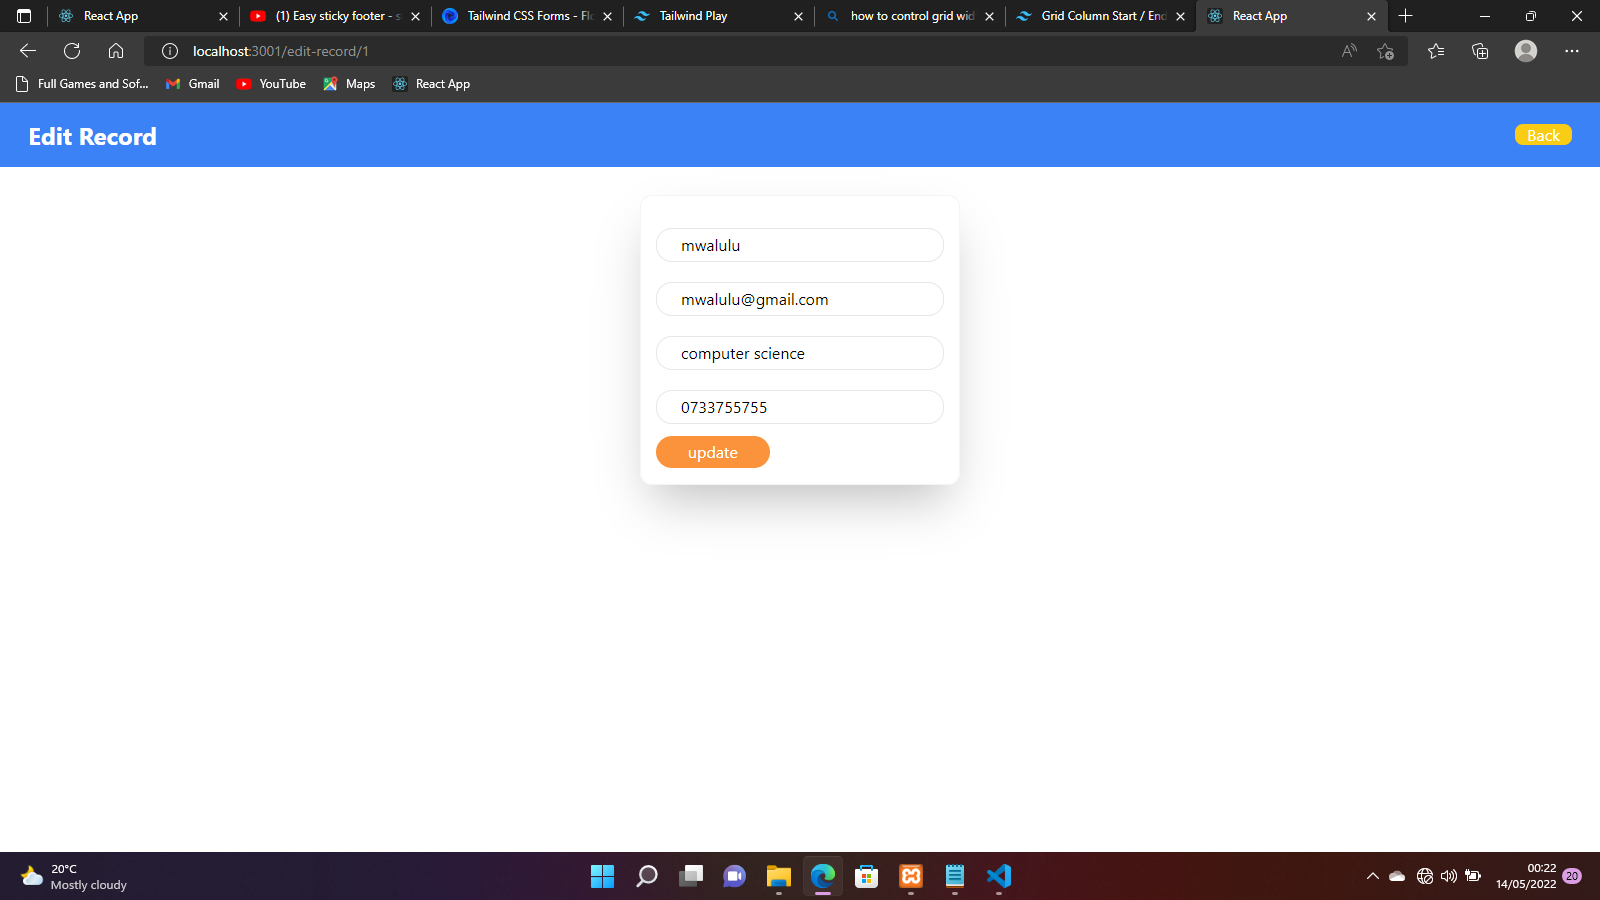 React App
(1) Easy sticky footer - s
Tailwind CSS Forms - Flo
Tailwind Play
how to control grid wid
Grid Column Start / End
React App
localhost:3001/edit-record/1
Full Games and Sof...
Gmail
YouTube
Maps
React App
Edit Record
Back
mwalulu
mwalulu@gmail.com
computer science
0733755755
update
20°C
Mostly cloudy
00:22
14/05/2022
20